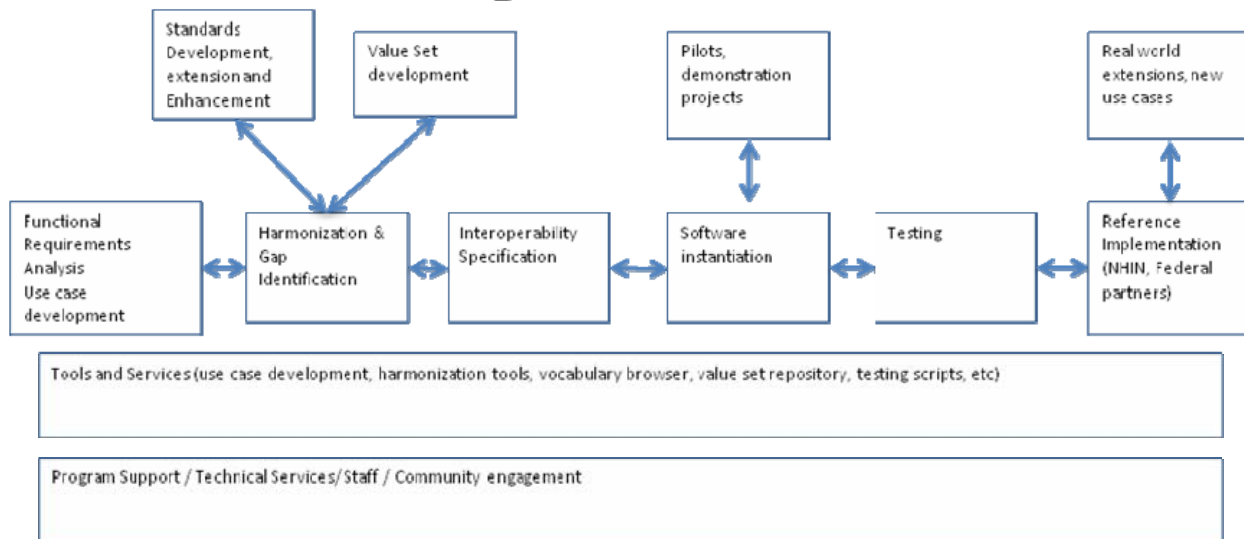 Standards
Development,
extension and
Enhancement
Value Set
development
Pilots,
demonstration
projects
Real world
extensions, new
use cases
Functional
Requirements
Analysis
Use case
development
Harmonization &
Gap
Identification
Interoperability
Specification
Software
instantiation
Testing
Reference
Implementation
(NHIN, Federal
partners)
Tools and Services (use case development, harmonization tools, vocabulary browser, value set repository, testing scripts, etc)
Program Support / Technical Services/ Staff / Community engagement